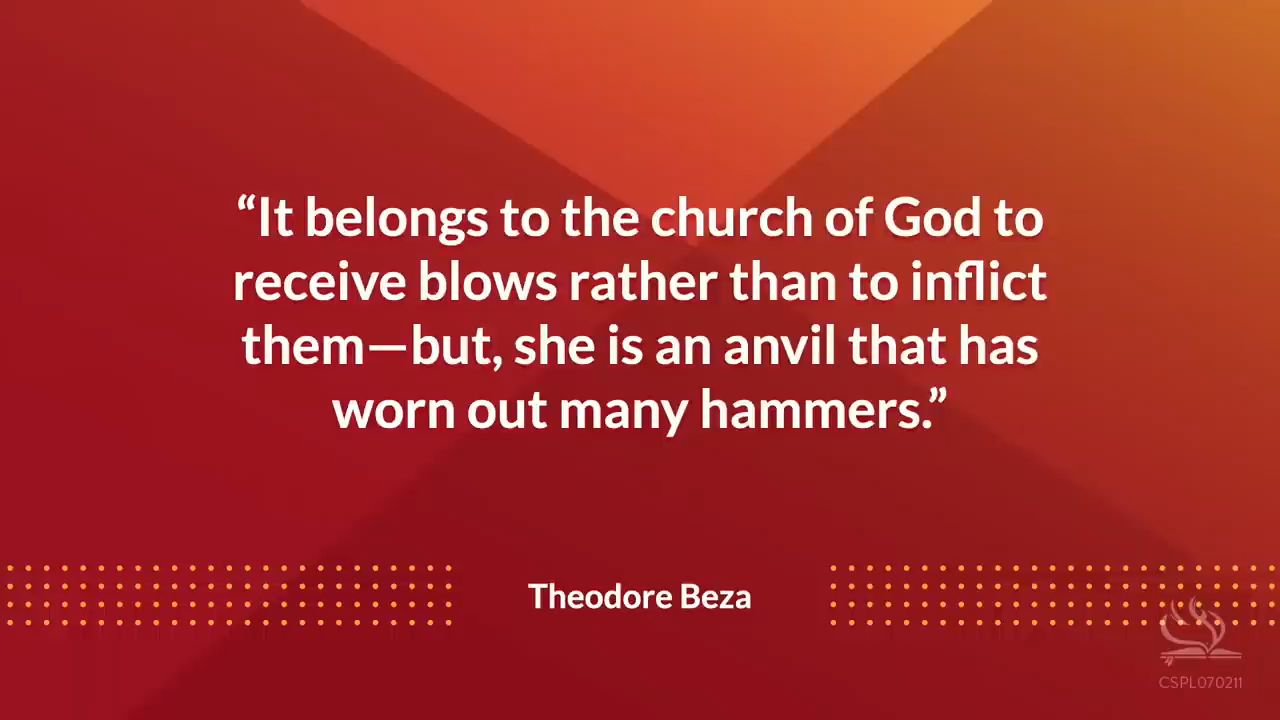 “It belongs to the church of God to
receive blows rather than to inflict
them—but, she is an anvil that has
worn out many hammers.”
Theodore Beza
CSPL070211